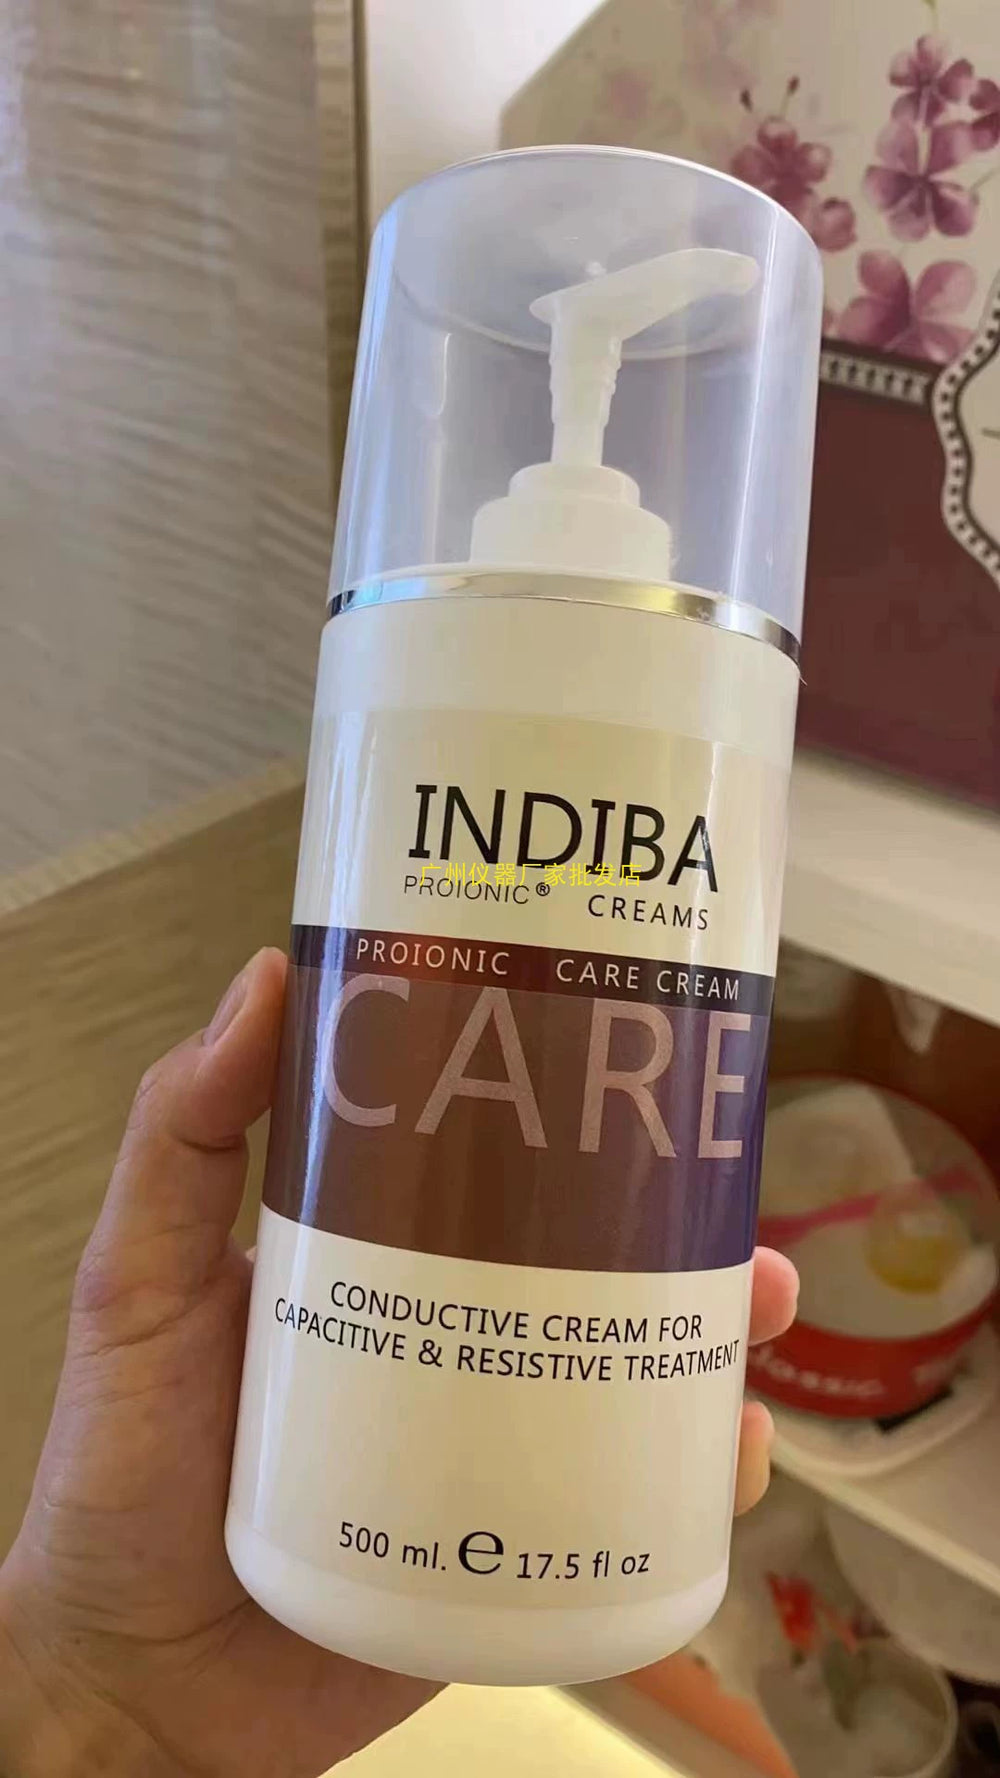 INDIBA
广州仪器厂家批发店
PROIONIC® CREAMS
PROIONIC CARE CREAM
CARE
CONDUCTIVE CREAM FOR
CAPACITIVE & RESISTIVE TREATMENT
500 ml. e 17.5 fl oz